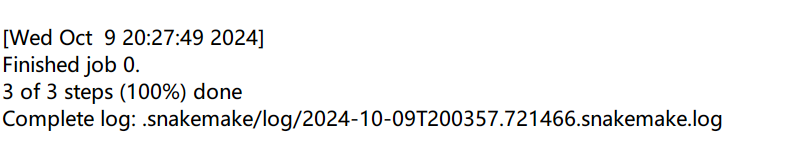 [Wed Oct  9 20:27:49 2024]
Finished job 0.
3 of 3 steps (100%) done
Complete log: .snakemake/log/2024-10-09T200357.721466.snakemake.log